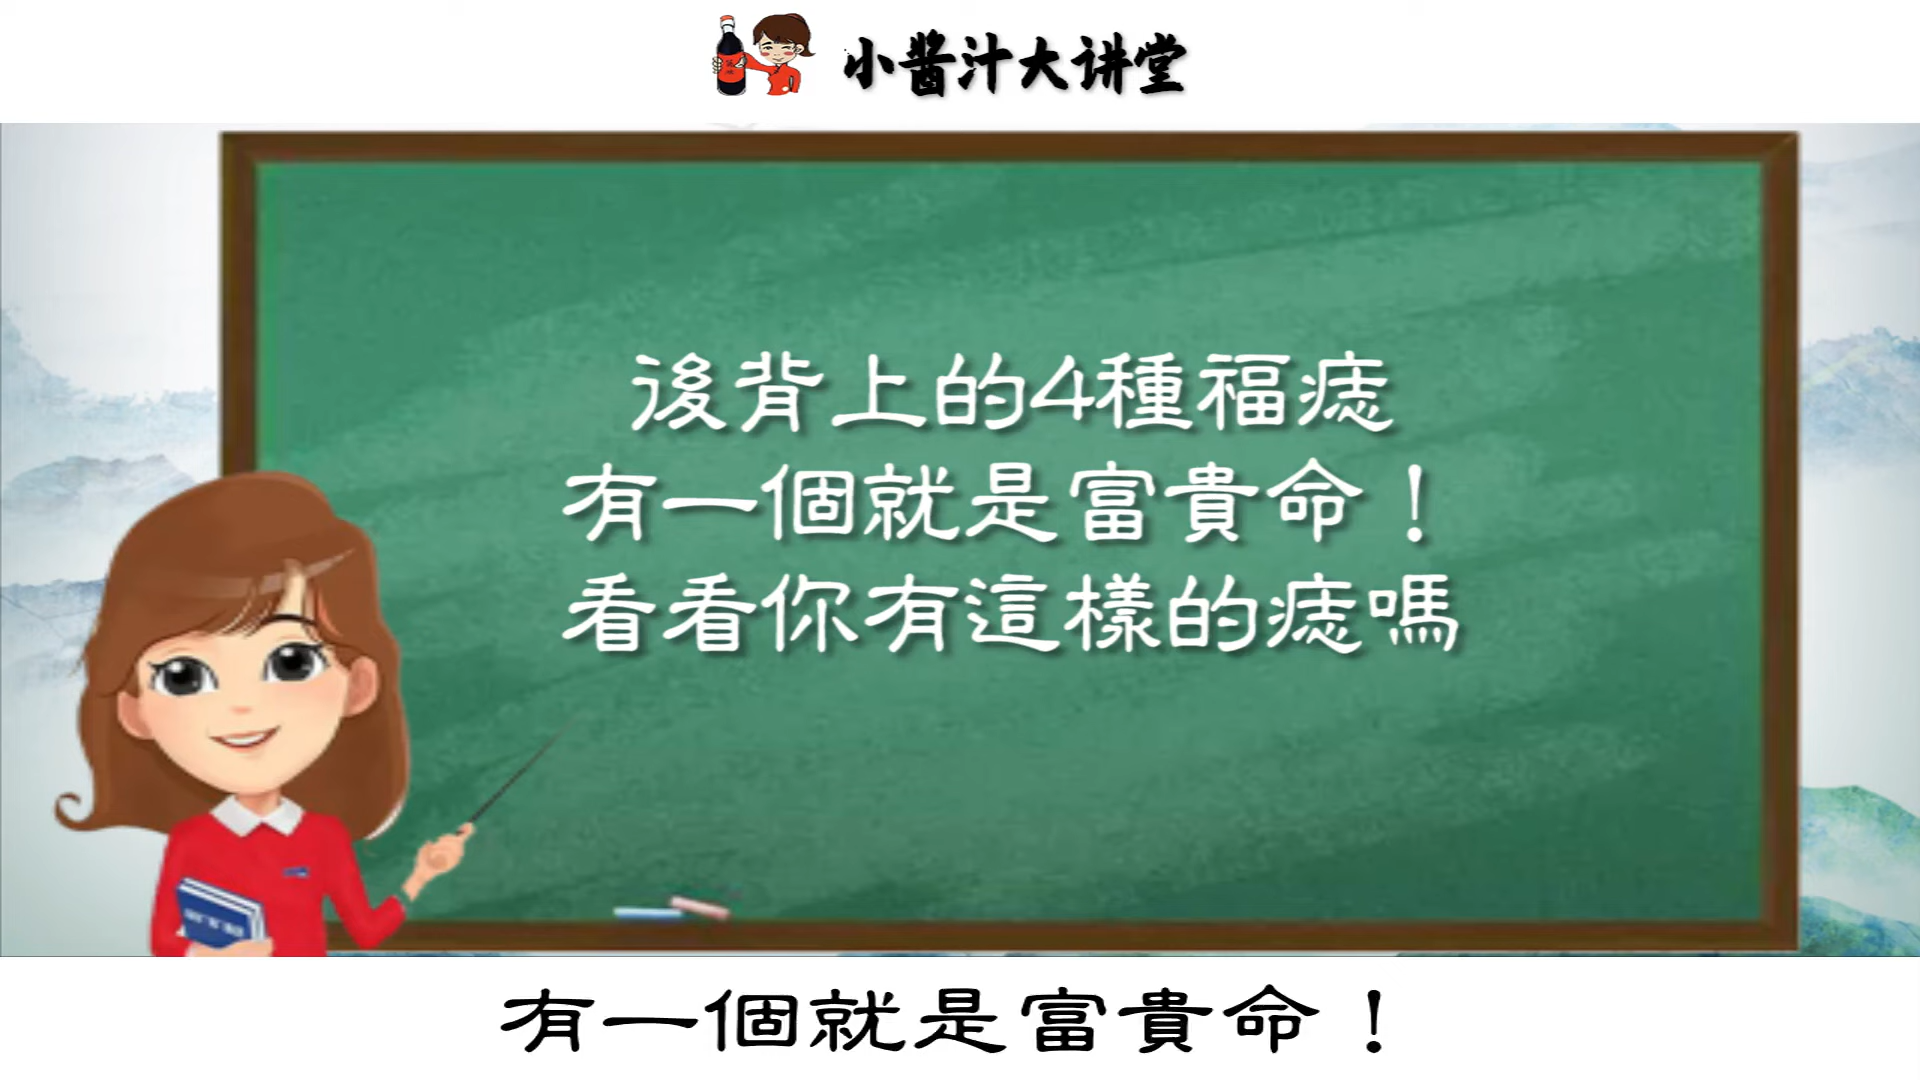 小酱汁大讲堂
後背上的4種福痣
有一個就是富貴命！
看看你有這樣的痣嗎
有一個就是富貴命！